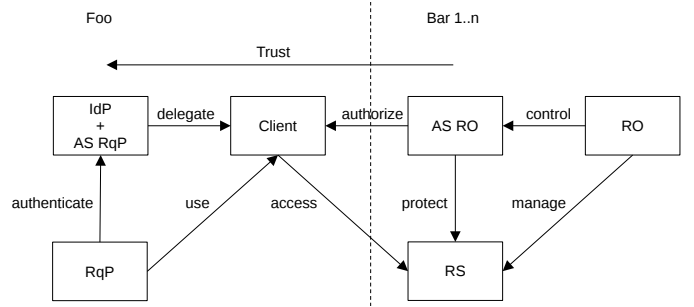 Foo
Bar 1..n
Trust
IdP
+
AS RqP
delegate
Client
authorize
AS RO
control
RO
authenticate
use
access
protect
manage
RqP
RS